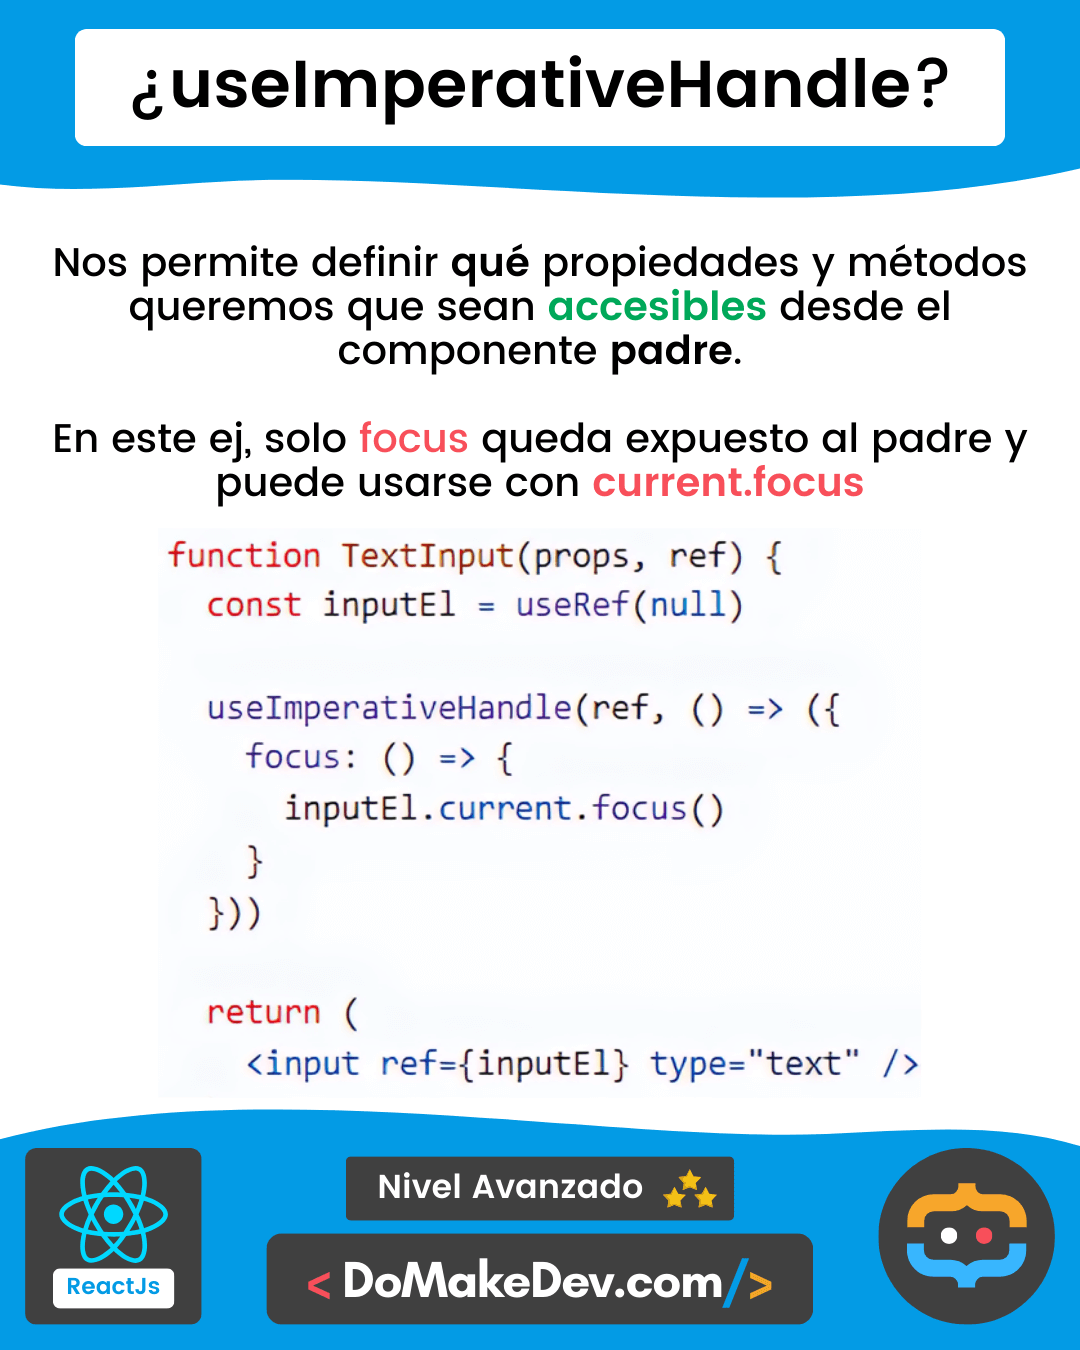 ¿useImperativeHandle?
Nos permite definir qué propiedades y métodos
queremos que sean accesibles desde el
componente padre.
En este ej, solo focus queda expuesto al padre y
puede usarse con current.focus
function TextInput(props, ref) {
const inputEl = useRef(null)
useImperativeHandle(ref, () => ({
focus: () => {
inputEl.current.focus()
}
}))
return (
<input ref={inputEl} type="text" />
Nivel Avanzado
ReactJs
< DoMakeDev.com/>